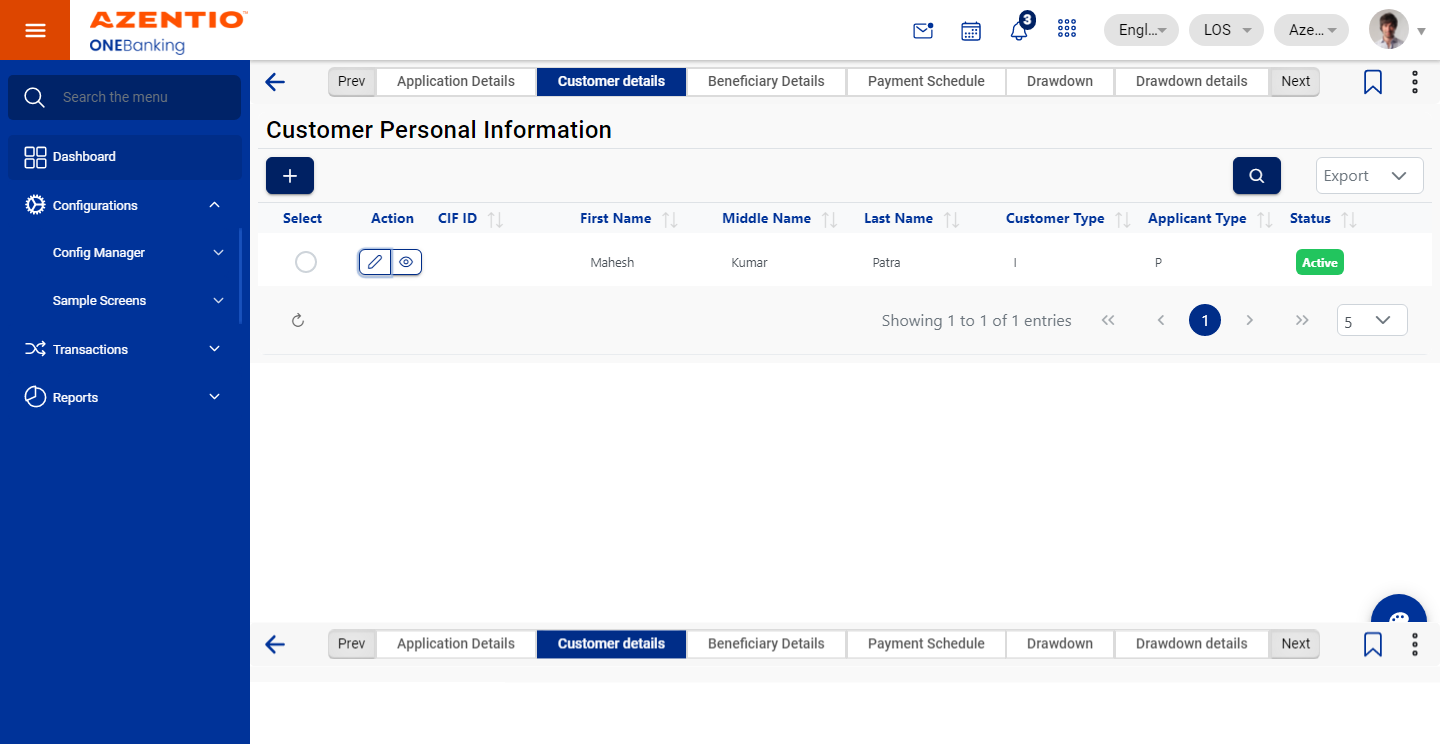 AZENTIO™
ONEBanking
3
Engl...
LOS
Aze...
Search the menu
Dashboard
Configurations
Config Manager
Sample Screens
Transactions
Reports
Prev Application Details Customer details Beneficiary Details Payment Schedule Drawdown Drawdown details Next
Customer Personal Information
+
Export
Select Action CIF ID First Name Middle Name Last Name Customer Type Applicant Type Status
Mahesh Kumar Patra I P Active
Showing 1 to 1 of 1 entries 1 5
Prev Application Details Customer details Beneficiary Details Payment Schedule Drawdown Drawdown details Next